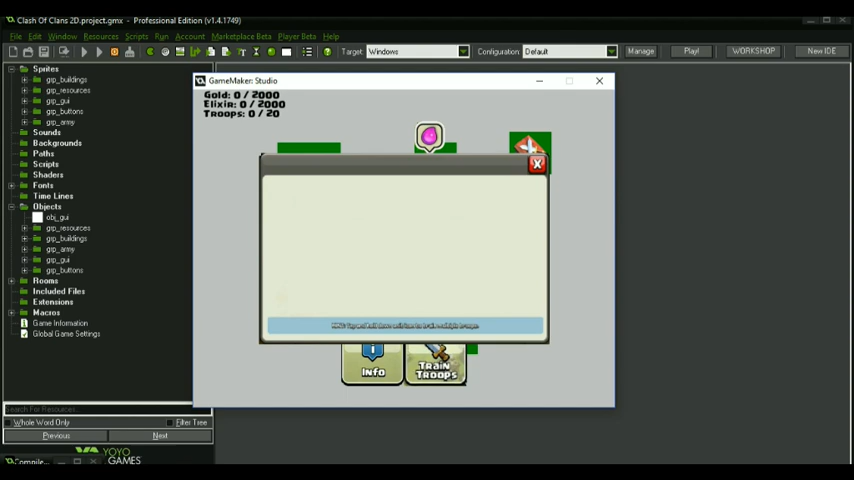 Clash Of Clans 2D.project.gmx - Professional Edition (v1.4.1749)
File Edit Window Resources Scripts Run Account Marketplace Beta Player Beta Help
Target: Windows Configuration: Default Manage Play! WORKSHOP New IDE
Sprites
grp_buildings
grp_resources
grp_gui
grp_buttons
grp_army
Sounds
Backgrounds
Paths
Scripts
Shaders
Fonts
Time Lines
Objects
obj_gui
grp_resources
grp_buildings
grp_army
grp_gui
grp_buttons
Rooms
Included Files
Extensions
Macros
Game Information
Global Game Settings
Search For Resources
Whole Word Only Filter Tree
Previous Next
YOYO
GAMES
Compile...
GameMaker: Studio
Gold: 0 / 2000
Elixir: 0 / 2000
Troops: 0 / 20
X
Info
Train
Troops